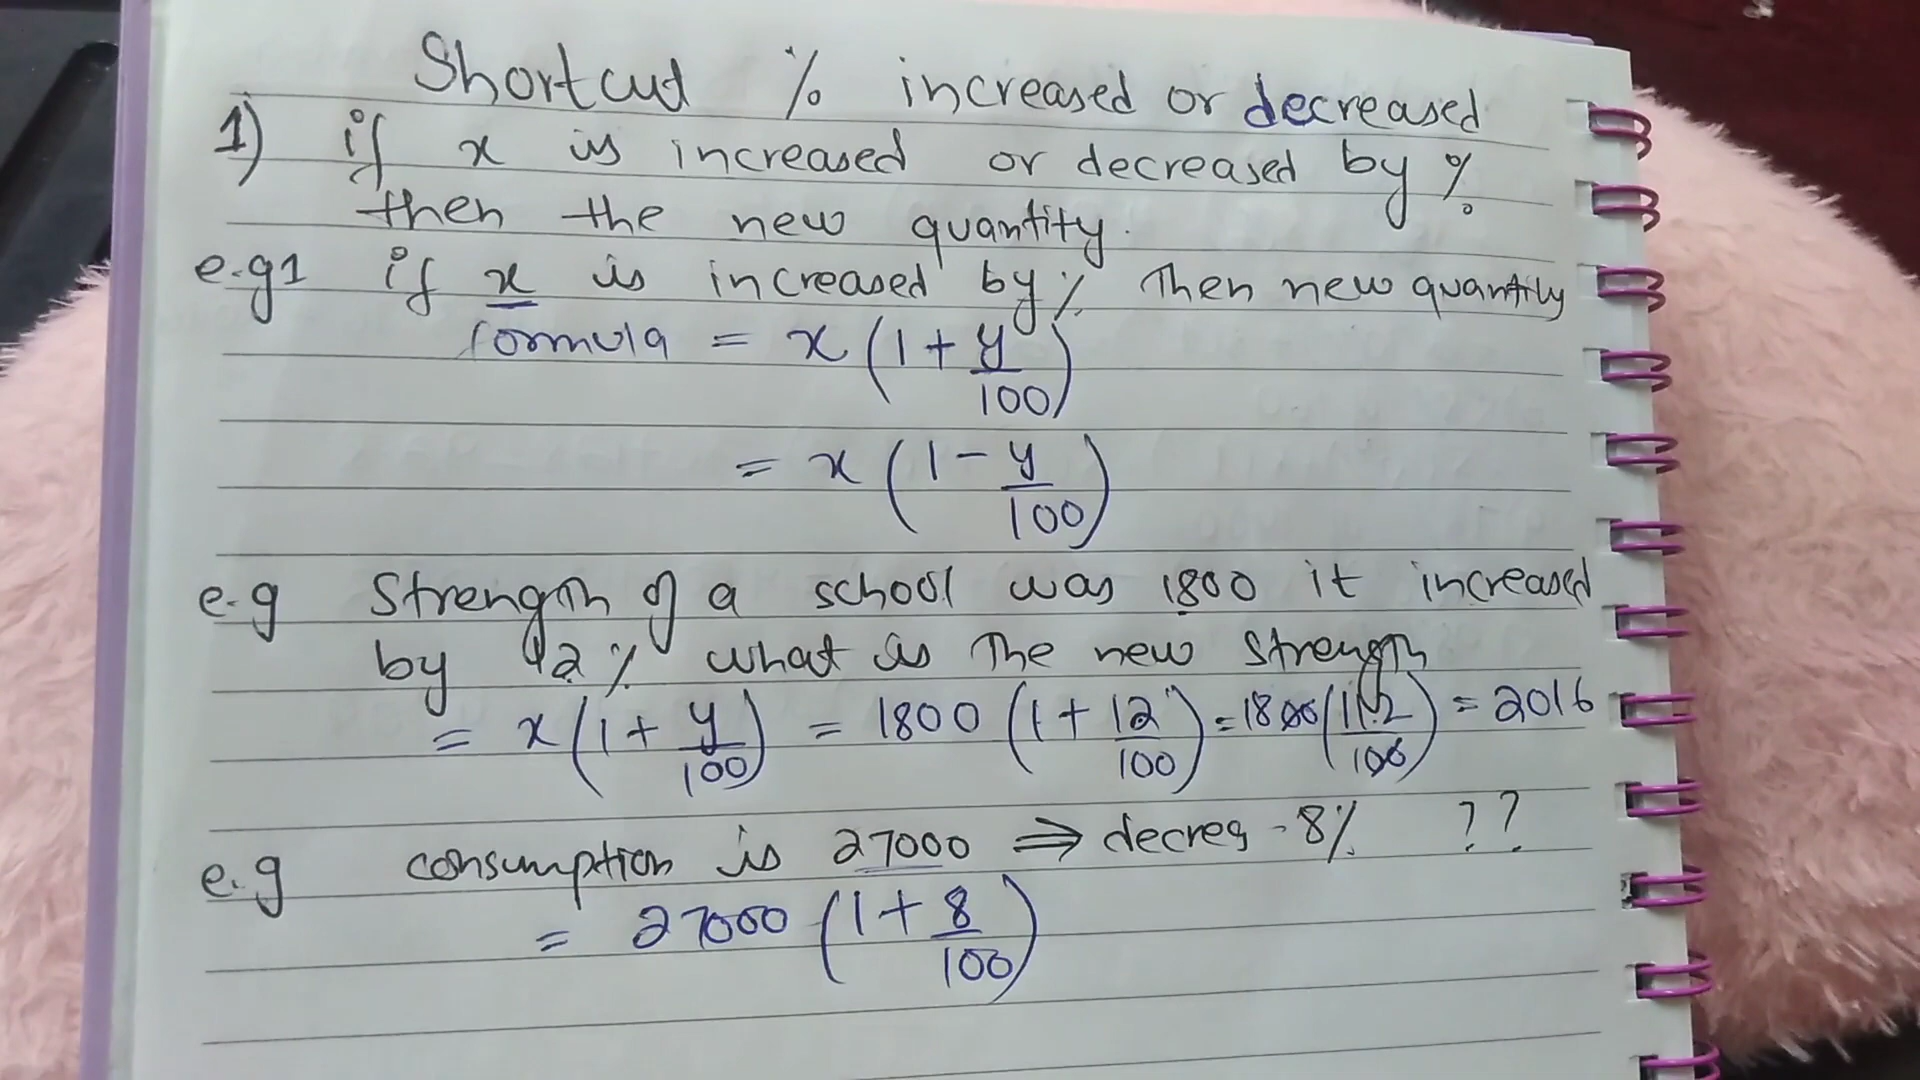 Shortcut % increased or decreased
1) if x is increased or decreased by %
then the new quantity.
e.g1 if x is increased by % Then new quantity
formula = x (1 + y/100)
= x (1 - y/100)
e.g Strength of a school was 1800 it increased
by 12% what is The new Strength
= x (1 + y/100) = 1800 (1 + 12/100) = 1800 (112/100) = 2016
e.g consumption is 27000 ⇒ decreas - 8% ??
= 27000 (1 + 8/100)